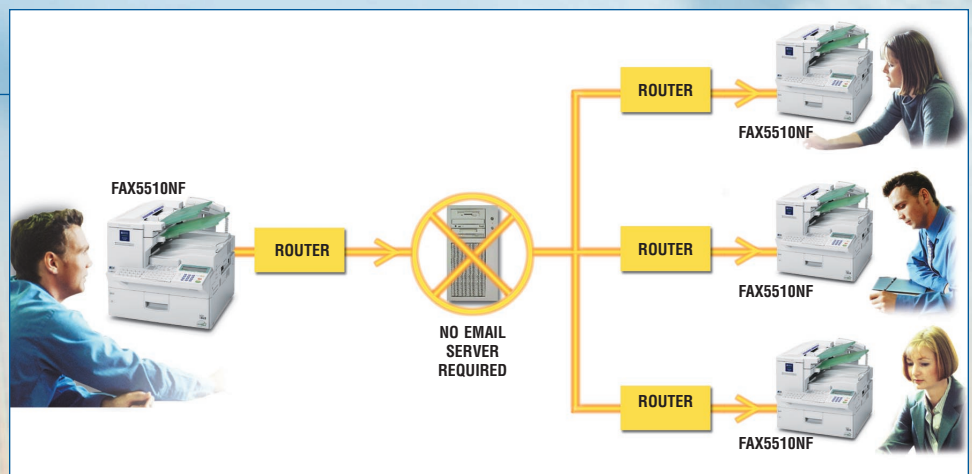 ROUTER
FAX5510NF
FAX5510NF
ROUTER
ROUTER
FAX5510NF
NO EMAIL
SERVER
REQUIRED
ROUTER
FAX5510NF